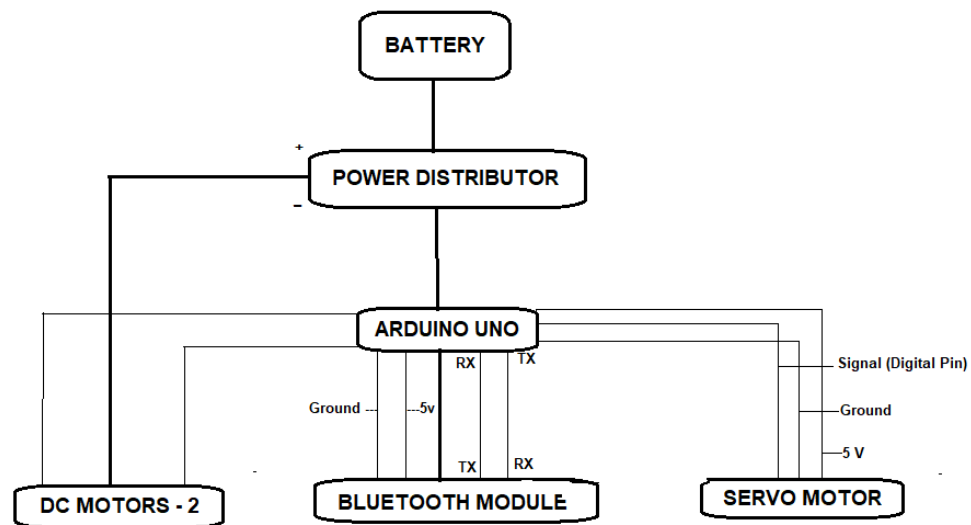 BATTERY
+
POWER DISTRIBUTOR
–
ARDUINO UNO
RX TX
Signal (Digital Pin)
Ground ---
---5v
Ground
5 V
TX RX
DC MOTORS - 2
BLUETOOTH MODULE
SERVO MOTOR